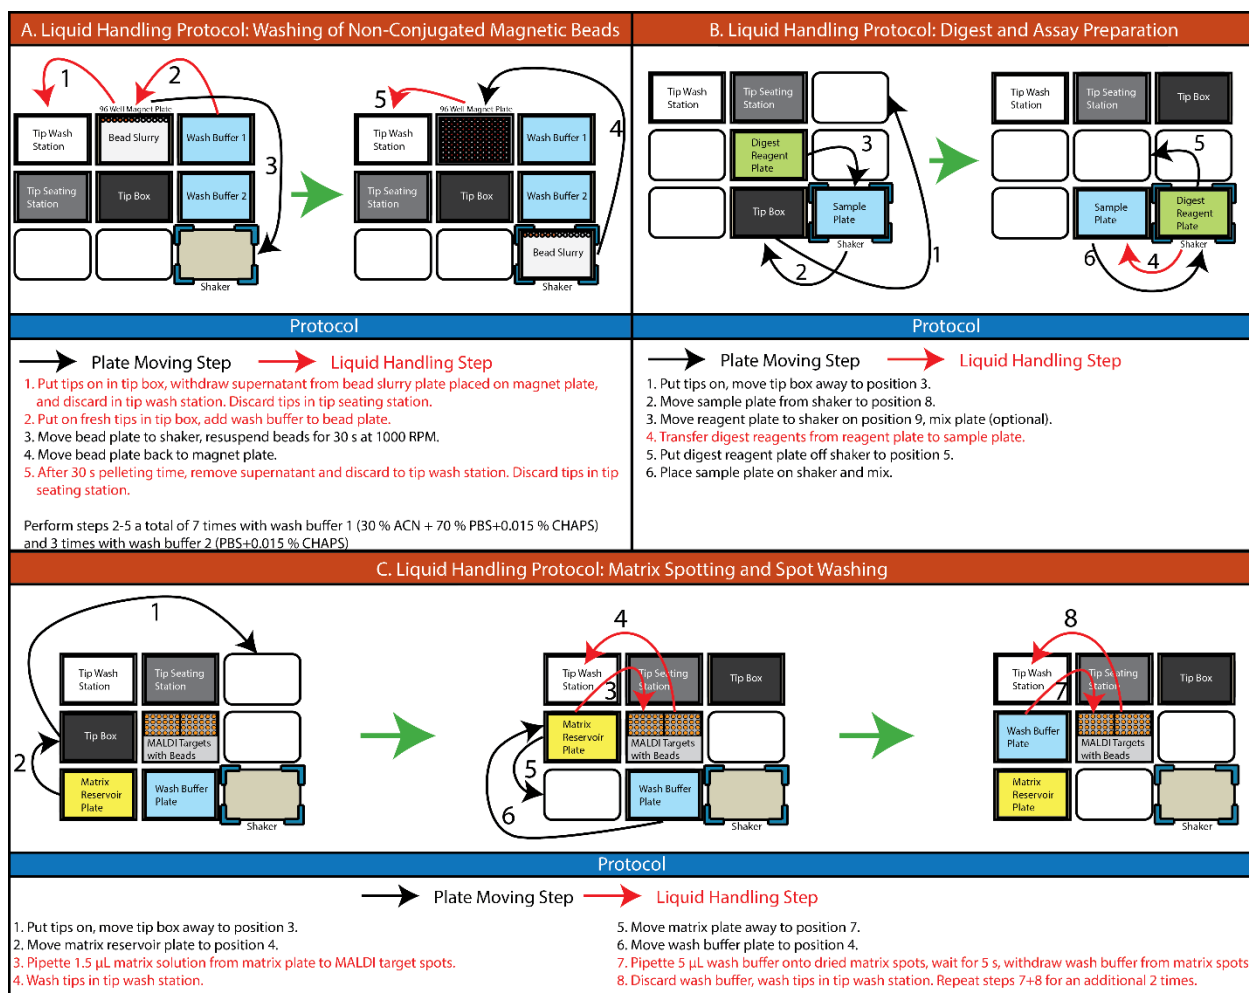 A. Liquid Handling Protocol: Washing of Non-Conjugated Magnetic Beads
1
2
96 Well Magnet Plate
Tip Wash
Station
Bead Slurry
Wash Buffer 1
3
Tip Seating
Station
Tip Box
Wash Buffer 2
Shaker
5
96 Well Magnet Plate
4
Tip Wash
Station
Wash Buffer 1
Tip Seating
Station
Tip Box
Wash Buffer 2
Bead Slurry
Shaker
Protocol
Plate Moving Step
Liquid Handling Step
1. Put tips on in tip box, withdraw supernatant from bead slurry plate placed on magnet plate,
and discard in tip wash station. Discard tips in tip seating station.
2. Put on fresh tips in tip box, add wash buffer to bead plate.
3. Move bead plate to shaker, resuspend beads for 30 s at 1000 RPM.
4. Move bead plate back to magnet plate.
5. After 30 s pelleting time, remove supernatant and discard to tip wash station. Discard tips in tip
seating station.
Perform steps 2-5 a total of 7 times with wash buffer 1 (30 % ACN + 70 % PBS+0.015 % CHAPS)
and 3 times with wash buffer 2 (PBS+0.015 % CHAPS)
B. Liquid Handling Protocol: Digest and Assay Preparation
Tip Wash
Station
Tip Seating
Station
Digest
Reagent
Plate
3
Tip Box
Sample
Plate
Shaker
1
2
Tip Wash
Station
Tip Seating
Station
Tip Box
5
Sample
Plate
Digest
Reagent
Plate
Shaker
6
4
Protocol
Plate Moving Step
Liquid Handling Step
1. Put tips on, move tip box away to position 3.
2. Move sample plate from shaker to position 8.
3. Move reagent plate to shaker on position 9, mix plate (optional).
4. Transfer digest reagents from reagent plate to sample plate.
5. Put digest reagent plate off shaker to position 5.
6. Place sample plate on shaker and mix.
C. Liquid Handling Protocol: Matrix Spotting and Spot Washing
1
Tip Wash
Station
Tip Seating
Station
Tip Box
MALDI Targets
with Beads
2
Matrix
Reservoir
Plate
Wash Buffer
Plate
Shaker
4
Tip Wash
Station
Tip Seating
Station
Tip Box
3
Matrix
Reservoir
Plate
MALDI Targets
with Beads
5
6
Wash Buffer
Plate
Shaker
8
Tip Wash
Station
Tip Seating
Station
Tip Box
7
Wash Buffer
Plate
MALDI Targets
with Beads
Matrix
Reservoir
Plate
Shaker
Protocol
Plate Moving Step
Liquid Handling Step
1. Put tips on, move tip box away to position 3.
2. Move matrix reservoir plate to position 4.
3. Pipette 1.5 µL matrix solution from matrix plate to MALDI target spots.
4. Wash tips in tip wash station.
5. Move matrix plate away to position 7.
6. Move wash buffer plate to position 4.
7. Pipette 5 µL wash buffer onto dried matrix spots, wait for 5 s, withdraw wash buffer from matrix spots
8. Discard wash buffer, wash tips in tip wash station. Repeat steps 7+8 for an additional 2 times.